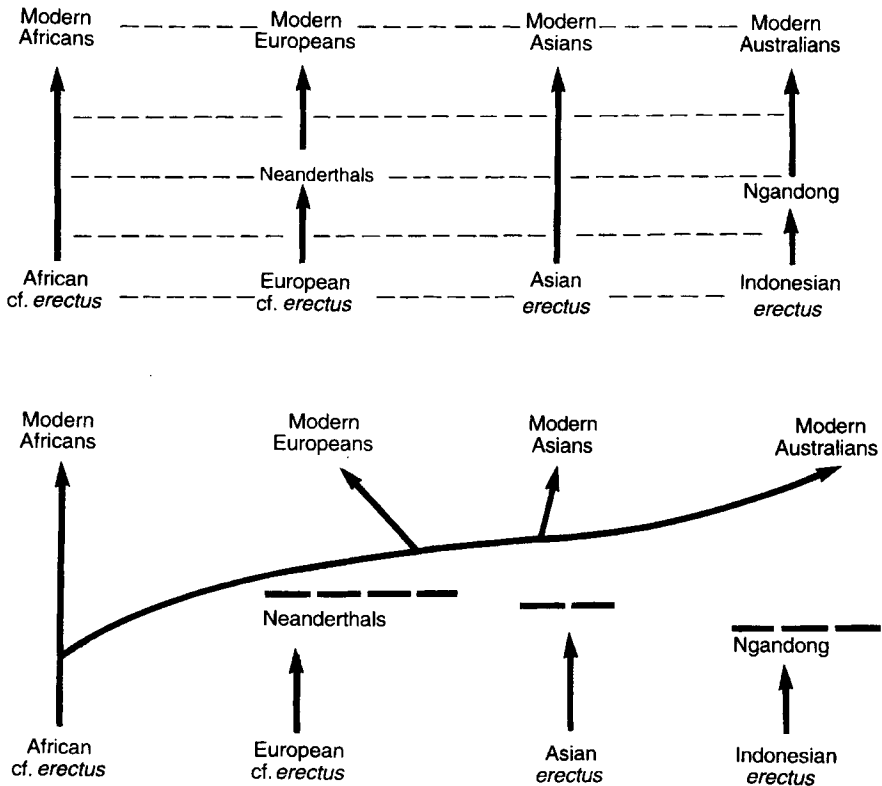 Modern
Africans
Modern
Europeans
Modern
Asians
Modern
Australians
Neanderthals
Ngandong
African
cf. erectus
European
cf. erectus
Asian
erectus
Indonesian
erectus
Modern
Africans
Modern
Europeans
Modern
Asians
Modern
Australians
Neanderthals
Ngandong
African
cf. erectus
European
cf. erectus
Asian
erectus
Indonesian
erectus